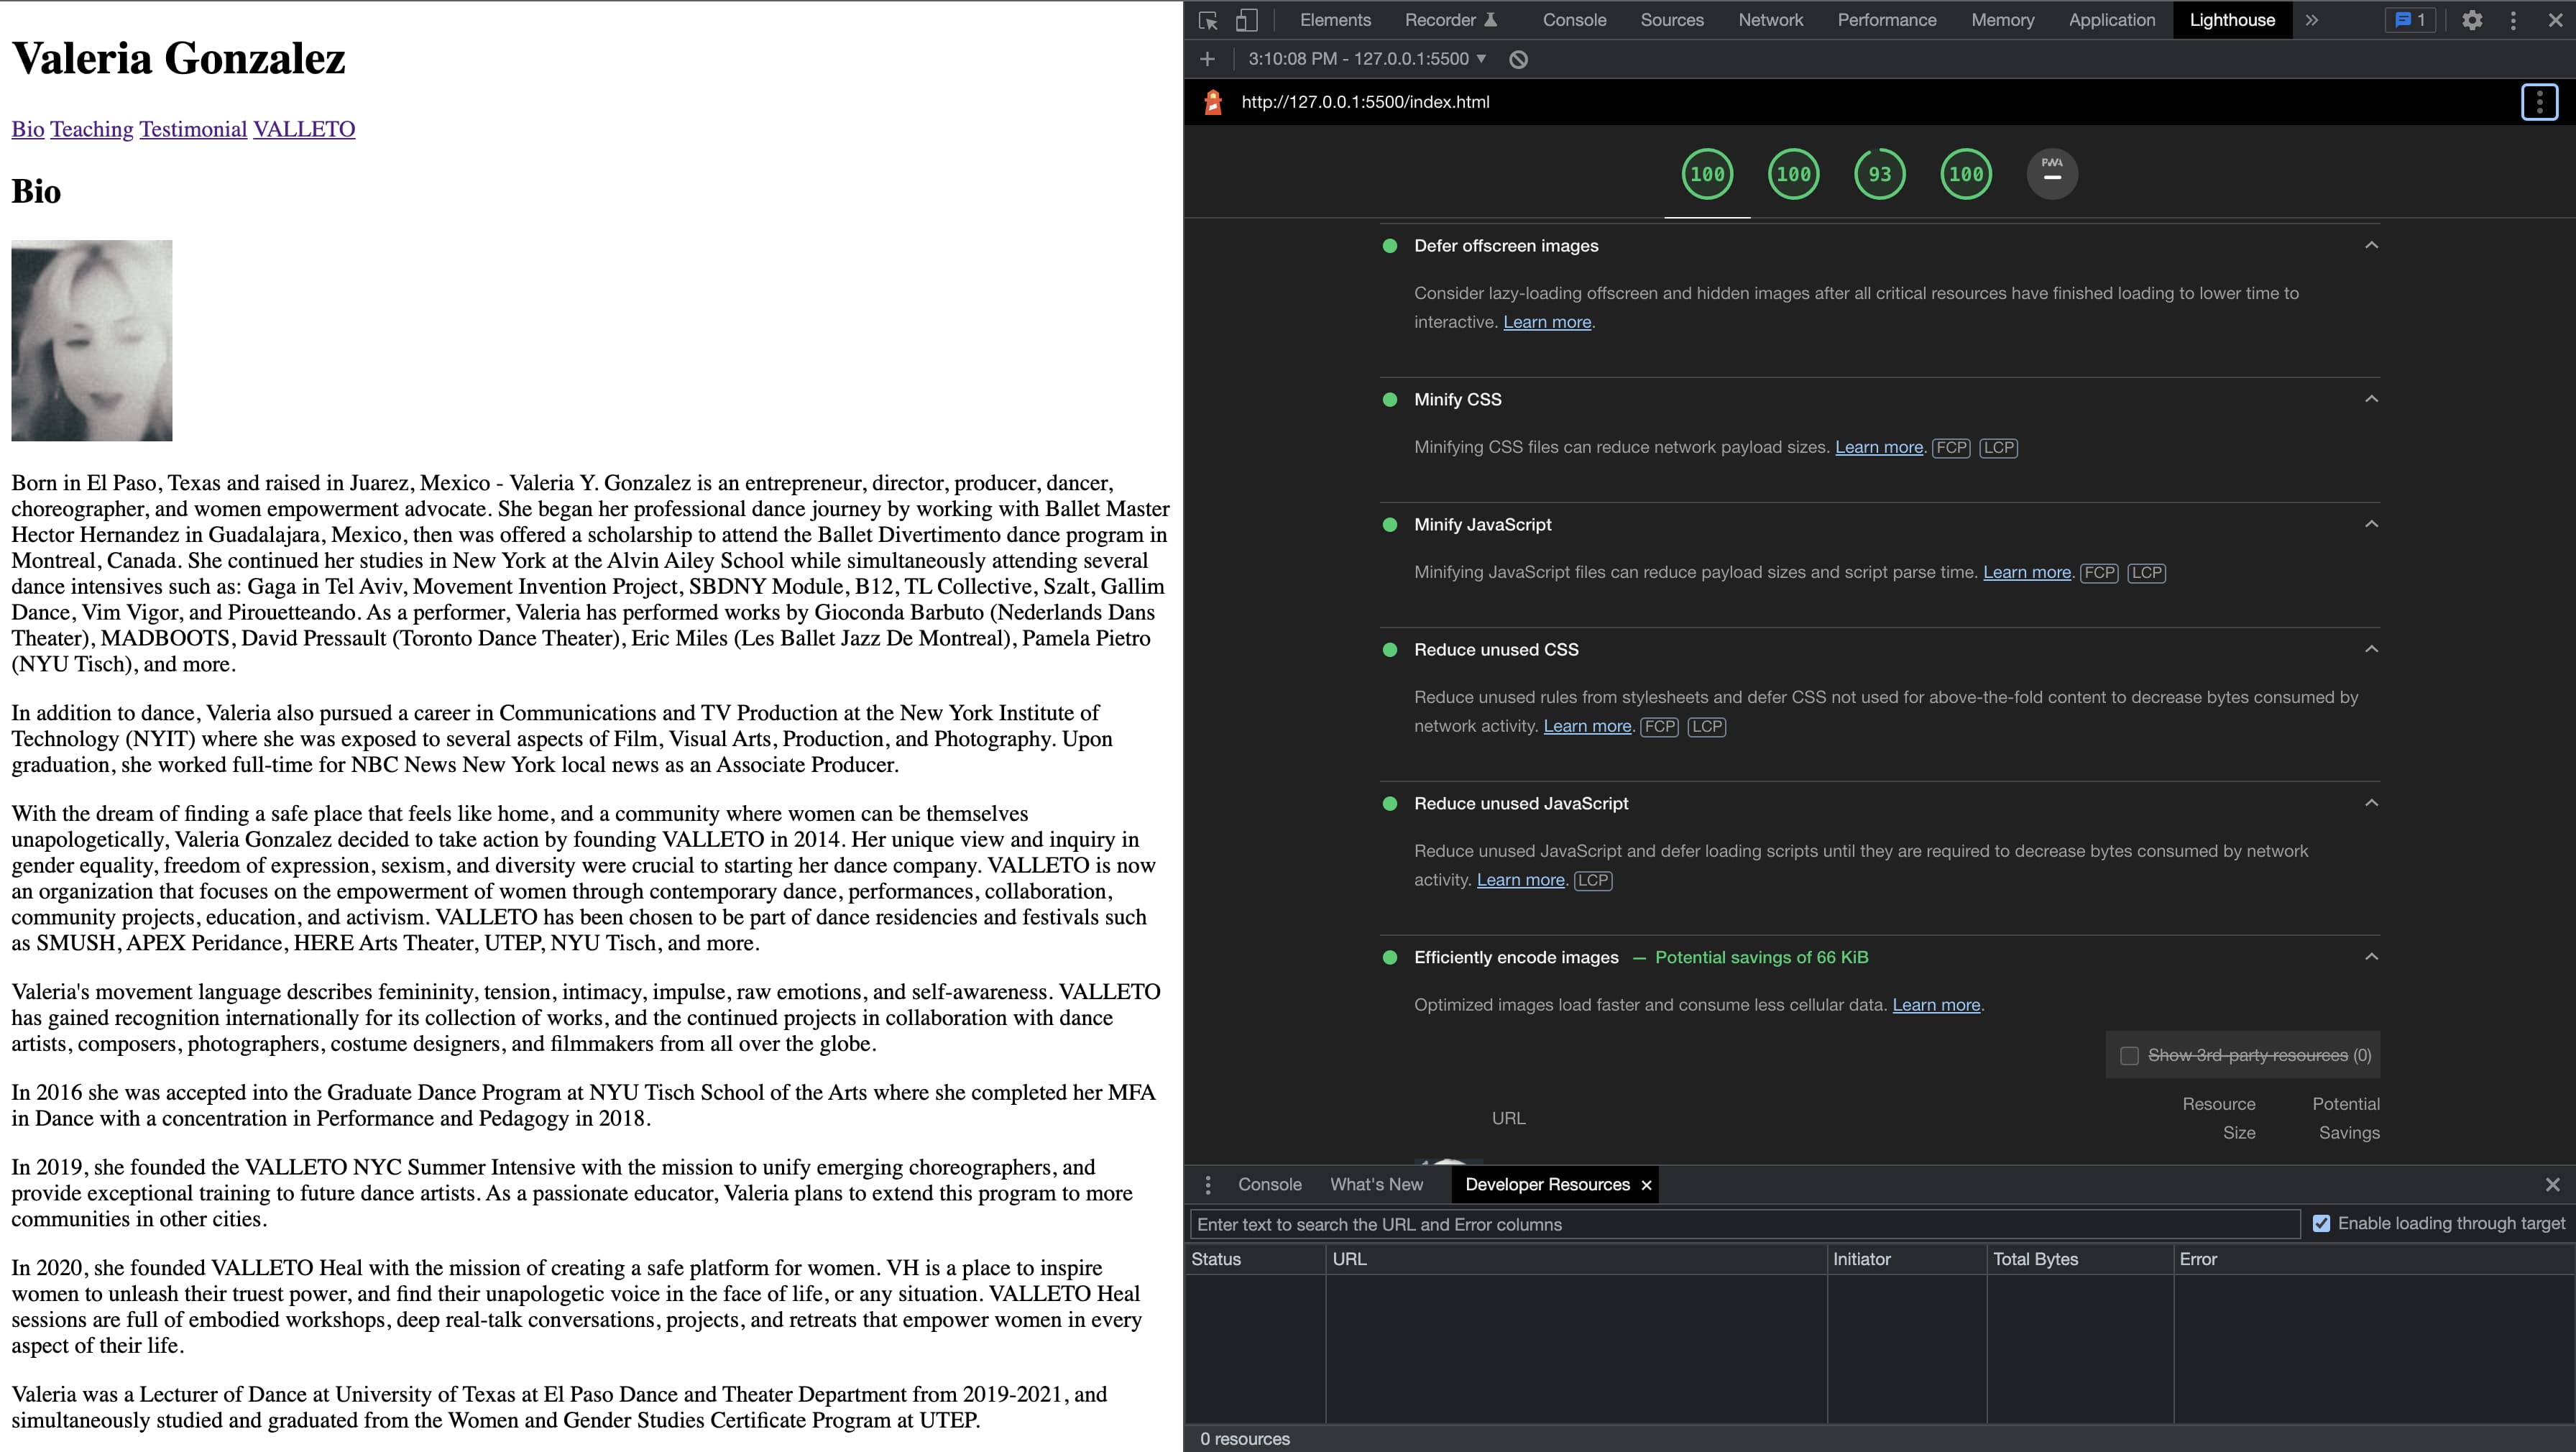 Valeria Gonzalez
Bio Teaching Testimonial VALLETO
Bio
Born in El Paso, Texas and raised in Juarez, Mexico - Valeria Y. Gonzalez is an entrepreneur, director, producer, dancer,
choreographer, and women empowerment advocate. She began her professional dance journey by working with Ballet Master
Hector Hernandez in Guadalajara, Mexico, then was offered a scholarship to attend the Ballet Divertimento dance program in
Montreal, Canada. She continued her studies in New York at the Alvin Ailey School while simultaneously attending several
dance intensives such as: Gaga in Tel Aviv, Movement Invention Project, SBDNY Module, B12, TL Collective, Szalt, Gallim
Dance, Vim Vigor, and Pirouetteando. As a performer, Valeria has performed works by Gioconda Barbuto (Nederlands Dans
Theater), MADBOOTS, David Pressault (Toronto Dance Theater), Eric Miles (Les Ballet Jazz De Montreal), Pamela Pietro
(NYU Tisch), and more.
In addition to dance, Valeria also pursued a career in Communications and TV Production at the New York Institute of
Technology (NYIT) where she was exposed to several aspects of Film, Visual Arts, Production, and Photography. Upon
graduation, she worked full-time for NBC News New York local news as an Associate Producer.
With the dream of finding a safe place that feels like home, and a community where women can be themselves
unapologetically, Valeria Gonzalez decided to take action by founding VALLETO in 2014. Her unique view and inquiry in
gender equality, freedom of expression, sexism, and diversity were crucial to starting her dance company. VALLETO is now
an organization that focuses on the empowerment of women through contemporary dance, performances, collaboration,
community projects, education, and activism. VALLETO has been chosen to be part of dance residencies and festivals such
as SMUSH, APEX Peridance, HERE Arts Theater, UTEP, NYU Tisch, and more.
Valeria's movement language describes femininity, tension, intimacy, impulse, raw emotions, and self-awareness. VALLETO
has gained recognition internationally for its collection of works, and the continued projects in collaboration with dance
artists, composers, photographers, costume designers, and filmmakers from all over the globe.
In 2016 she was accepted into the Graduate Dance Program at NYU Tisch School of the Arts where she completed her MFA
in Dance with a concentration in Performance and Pedagogy in 2018.
In 2019, she founded the VALLETO NYC Summer Intensive with the mission to unify emerging choreographers, and
provide exceptional training to future dance artists. As a passionate educator, Valeria plans to extend this program to more
communities in other cities.
In 2020, she founded VALLETO Heal with the mission of creating a safe platform for women. VH is a place to inspire
women to unleash their truest power, and find their unapologetic voice in the face of life, or any situation. VALLETO Heal
sessions are full of embodied workshops, deep real-talk conversations, projects, and retreats that empower women in every
aspect of their life.
Valeria was a Lecturer of Dance at University of Texas at El Paso Dance and Theater Department from 2019-2021, and
simultaneously studied and graduated from the Women and Gender Studies Certificate Program at UTEP.
Elements Recorder Console Sources Network Performance Memory Application Lighthouse 1
3:10:08 PM - 127.0.0.1:5500
http://127.0.0.1:5500/index.html
100 100 93 100 PWA
Defer offscreen images
Consider lazy-loading offscreen and hidden images after all critical resources have finished loading to lower time to
interactive. Learn more.
Minify CSS
Minifying CSS files can reduce network payload sizes. Learn more. FCP LCP
Minify JavaScript
Minifying JavaScript files can reduce payload sizes and script parse time. Learn more. FCP LCP
Reduce unused CSS
Reduce unused rules from stylesheets and defer CSS not used for above-the-fold content to decrease bytes consumed by
network activity. Learn more. FCP LCP
Reduce unused JavaScript
Reduce unused JavaScript and defer loading scripts until they are required to decrease bytes consumed by network
activity. Learn more. LCP
Efficiently encode images — Potential savings of 66 KiB
Optimized images load faster and consume less cellular data. Learn more.
Show 3rd-party resources (0)
URL
Resource Potential
Size Savings
Console What's New Developer Resources
Enter text to search the URL and Error columns
Enable loading through target
Status URL Initiator Total Bytes Error
0 resources